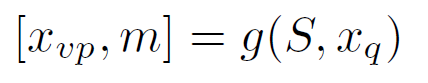 [x_{vp}, m] = g(S, x_q)